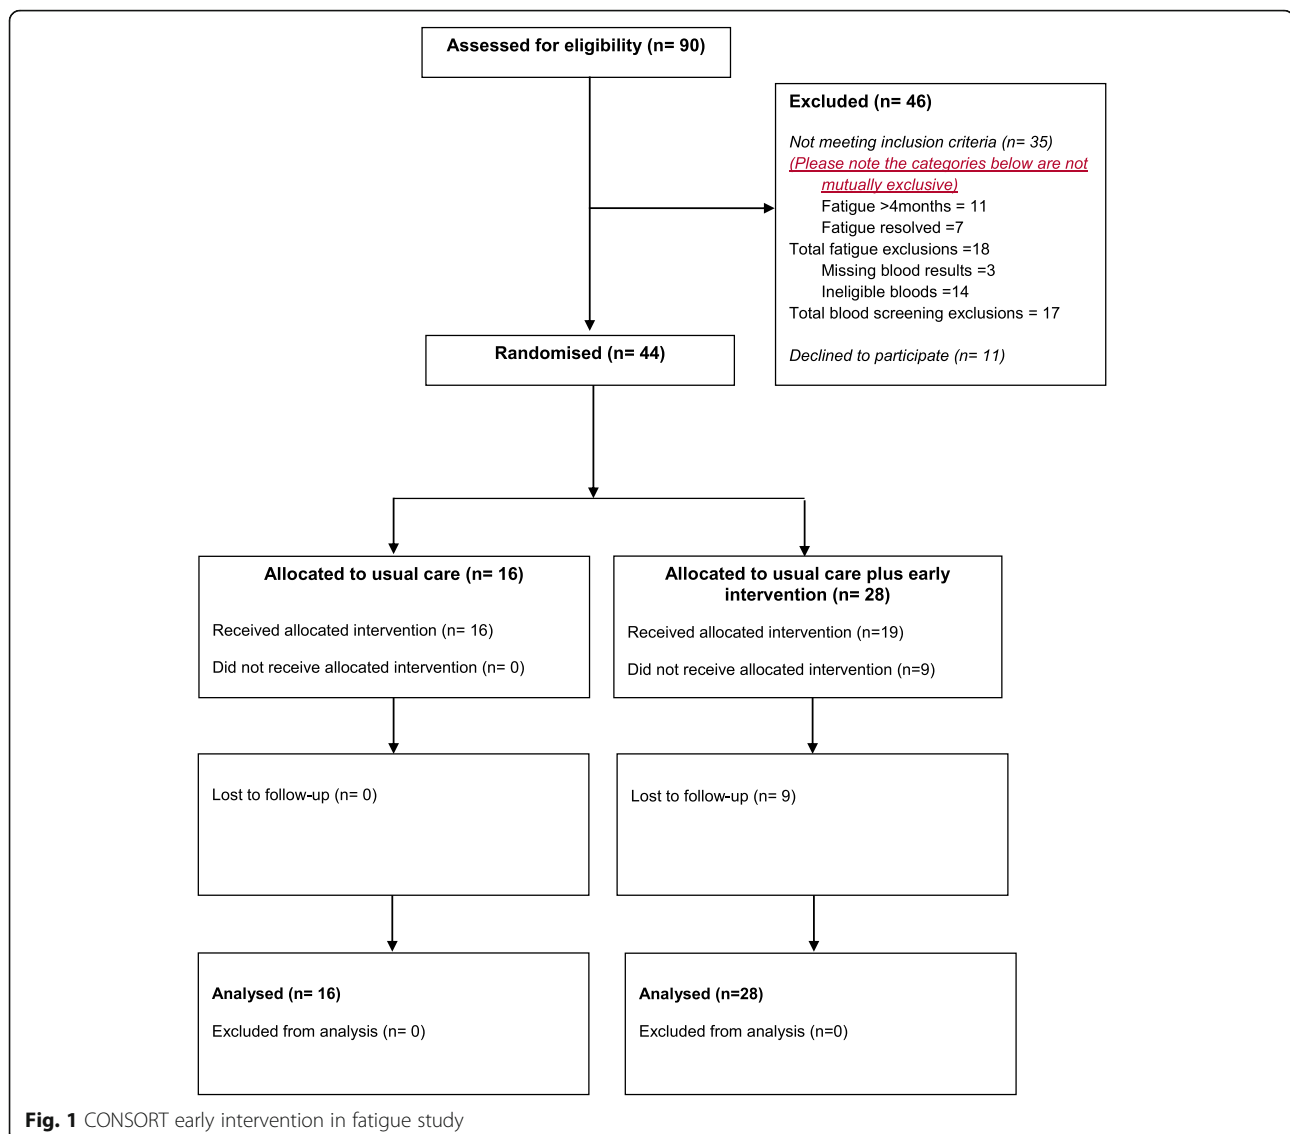 Assessed for eligibility (n= 90)
Excluded (n= 46)
Not meeting inclusion criteria (n= 35)
(Please note the categories below are not
mutually exclusive)
Fatigue >4months = 11
Fatigue resolved =7
Total fatigue exclusions =18
Missing blood results =3
Ineligible bloods =14
Total blood screening exclusions = 17
Declined to participate (n= 11)
Randomised (n= 44)
Allocated to usual care (n= 16)
Received allocated intervention (n= 16)
Did not receive allocated intervention (n= 0)
Allocated to usual care plus early
intervention (n= 28)
Received allocated intervention (n=19)
Did not receive allocated intervention (n=9)
Lost to follow-up (n= 0)
Lost to follow-up (n= 9)
Analysed (n= 16)
Excluded from analysis (n= 0)
Analysed (n=28)
Excluded from analysis (n=0)
Fig. 1 CONSORT early intervention in fatigue study